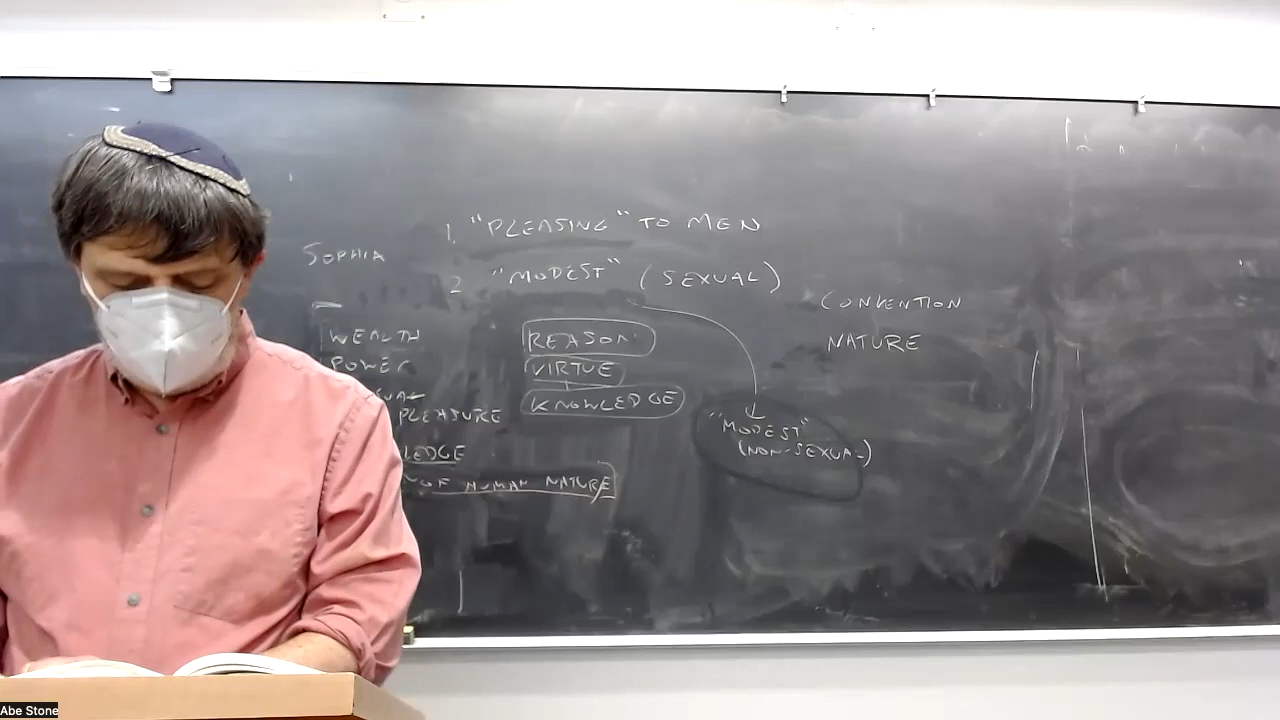 SOPHIA
1. "PLEASING" TO MEN
2 "MODEST" (SEXUAL)
WEALTH
POWER
PLEASURE
LEDGE
OF HUMAN NATURE
REASON
VIRTUE
KNOWLEDGE
"MODEST"
(NON-SEXUAL)
CONVENTION
NATURE
Abe Stone